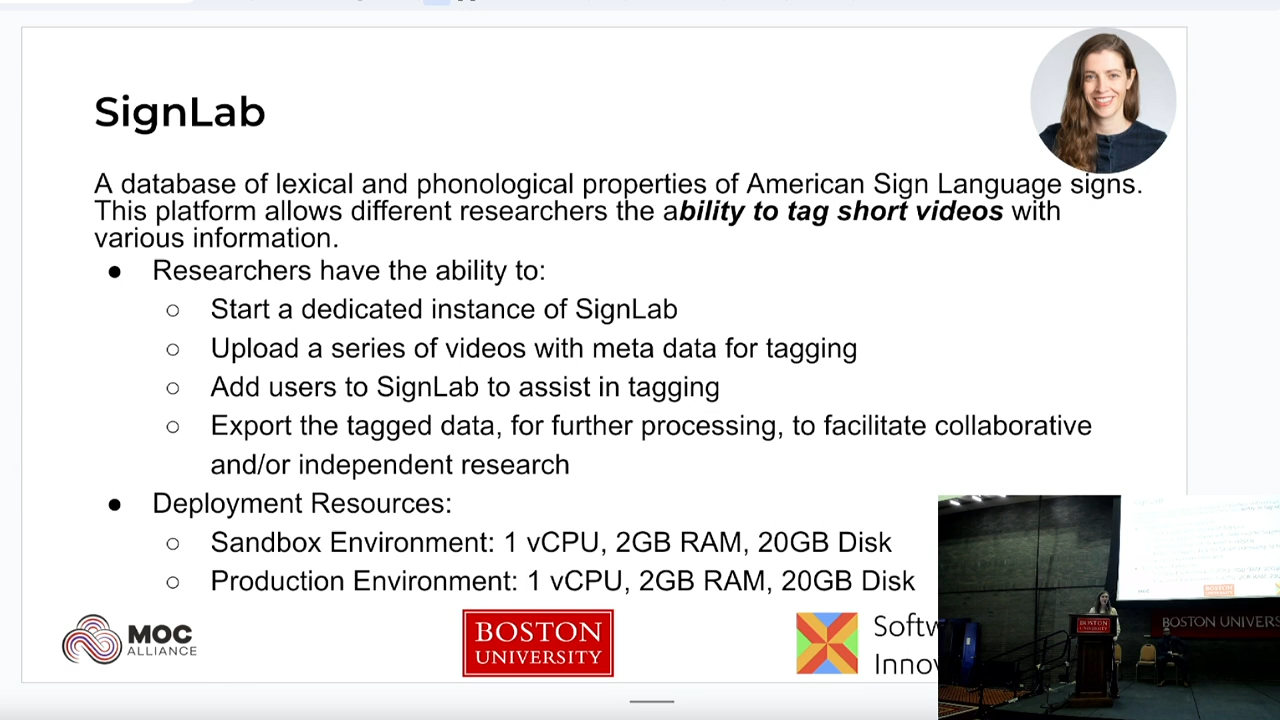 SignLab
A database of lexical and phonological properties of American Sign Language signs.
This platform allows different researchers the ability to tag short videos with
various information.
● Researchers have the ability to:
○ Start a dedicated instance of SignLab
○ Upload a series of videos with meta data for tagging
○ Add users to SignLab to assist in tagging
○ Export the tagged data, for further processing, to facilitate collaborative
and/or independent research
● Deployment Resources:
○ Sandbox Environment: 1 vCPU, 2GB RAM, 20GB Disk
○ Production Environment: 1 vCPU, 2GB RAM, 20GB Disk
MOC
ALLIANCE
BOSTON
UNIVERSITY
Softw
Innov
BOSTON
UNIVERSITY
BOSTON UNIVERS